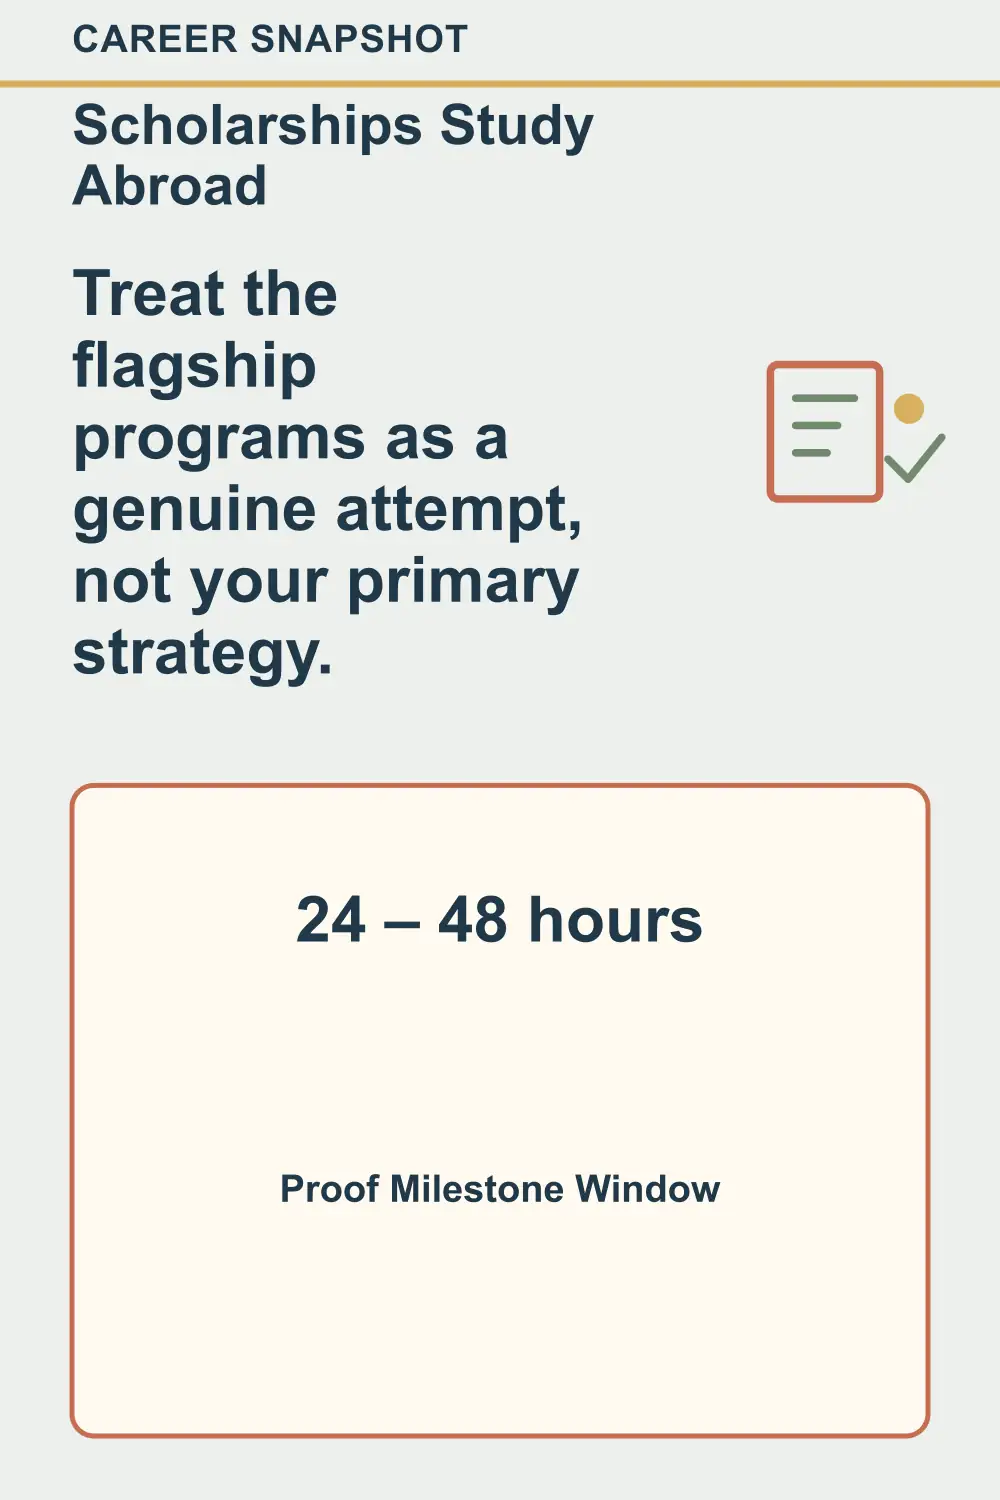 CAREER SNAPSHOT
Scholarships Study
Abroad
Treat the
flagship
programs as a
genuine attempt,
not your primary
strategy.
24 – 48 hours
Proof Milestone Window